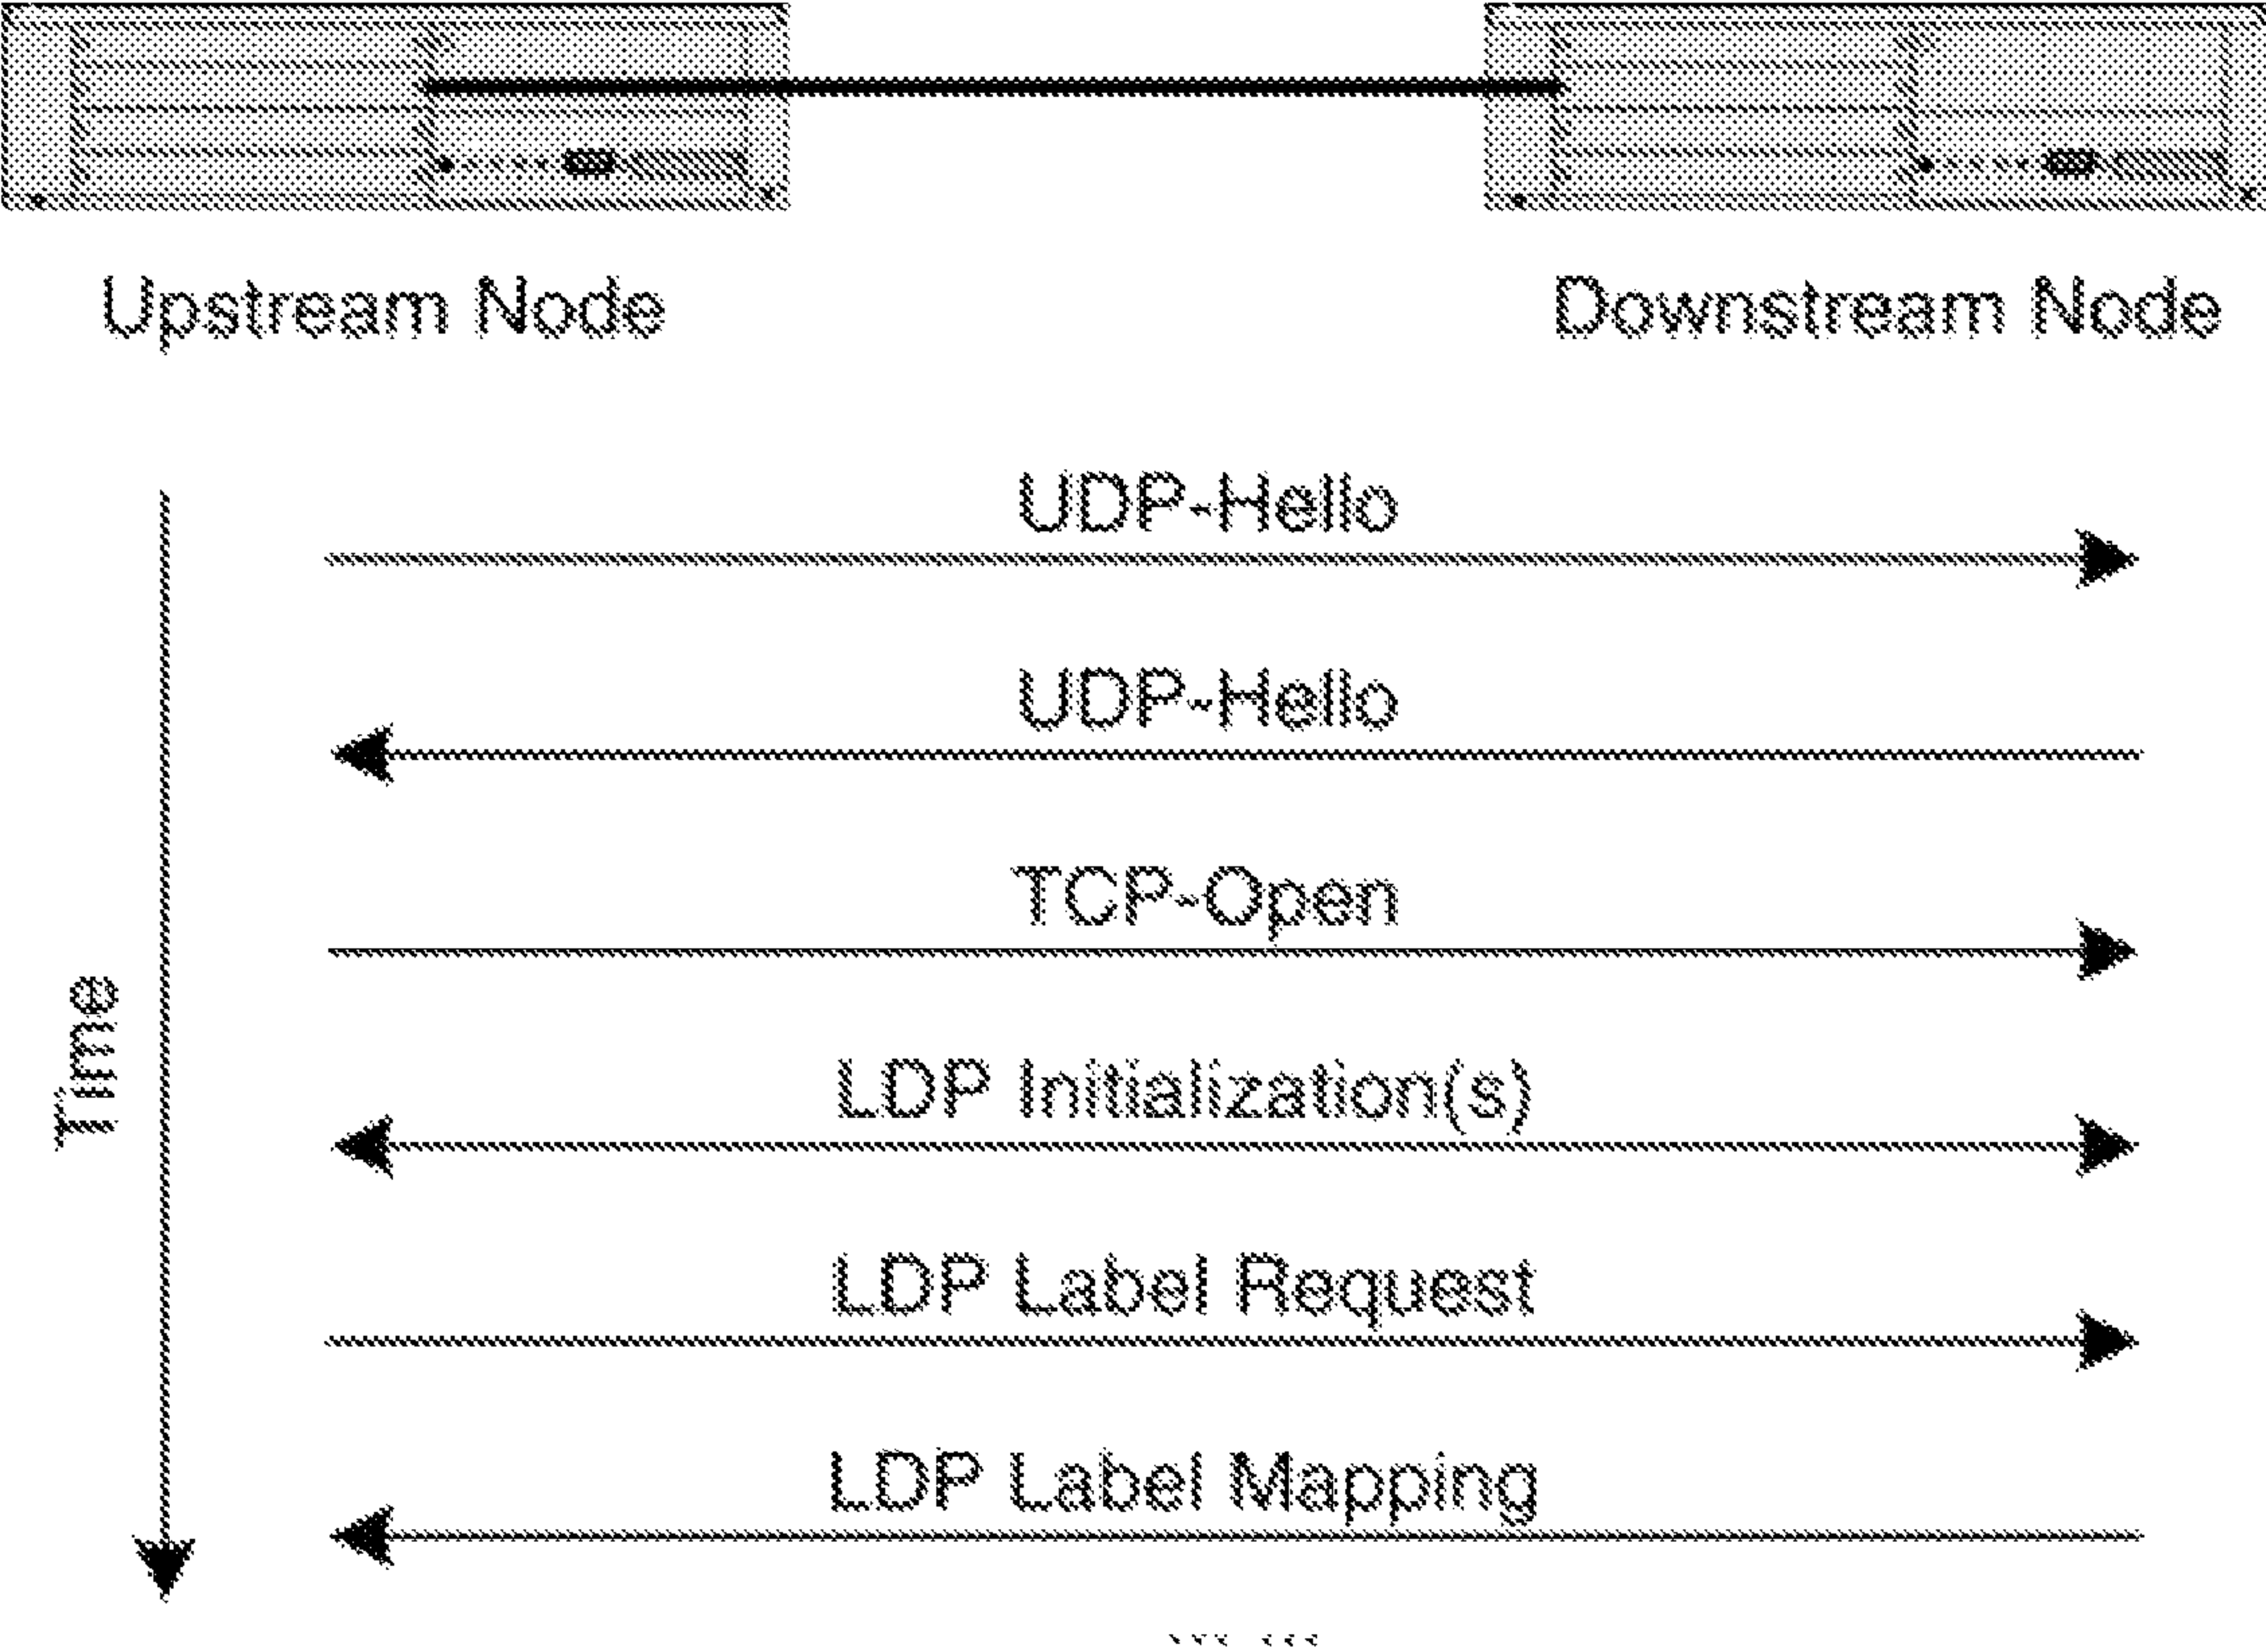 Upstream Node
Downstream Node
UDP-Hello
UDP-Hello
TCP-Open
Time
LDP Initialization(s)
LDP Label Request
LDP Label Mapping